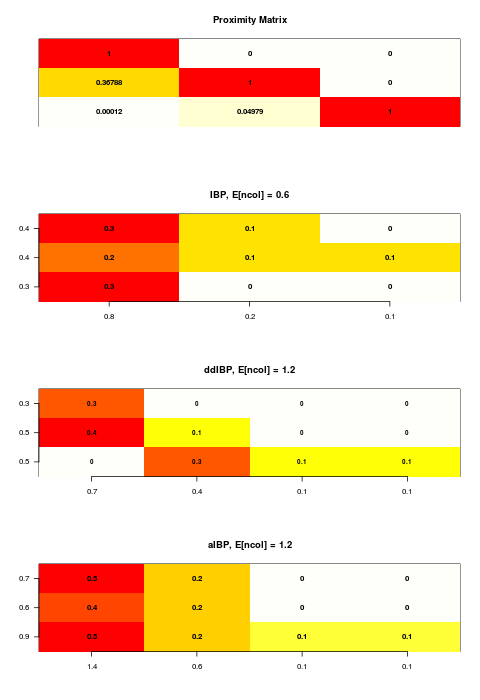 Proximity Matrix
1 0 0
0.36788 1 0
0.00012 0.04979 1
IBP, E[ncol] = 0.6
0.4 0.3 0.1 0
0.4 0.2 0.1 0.1
0.3 0.3 0 0
0.8 0.2 0.1
ddIBP, E[ncol] = 1.2
0.3 0.3 0 0 0
0.5 0.4 0.1 0 0
0.5 0 0.3 0.1 0.1
0.7 0.4 0.1 0.1
aIBP, E[ncol] = 1.2
0.7 0.5 0.2 0 0
0.6 0.4 0.2 0 0
0.9 0.5 0.2 0.1 0.1
1.4 0.6 0.1 0.1